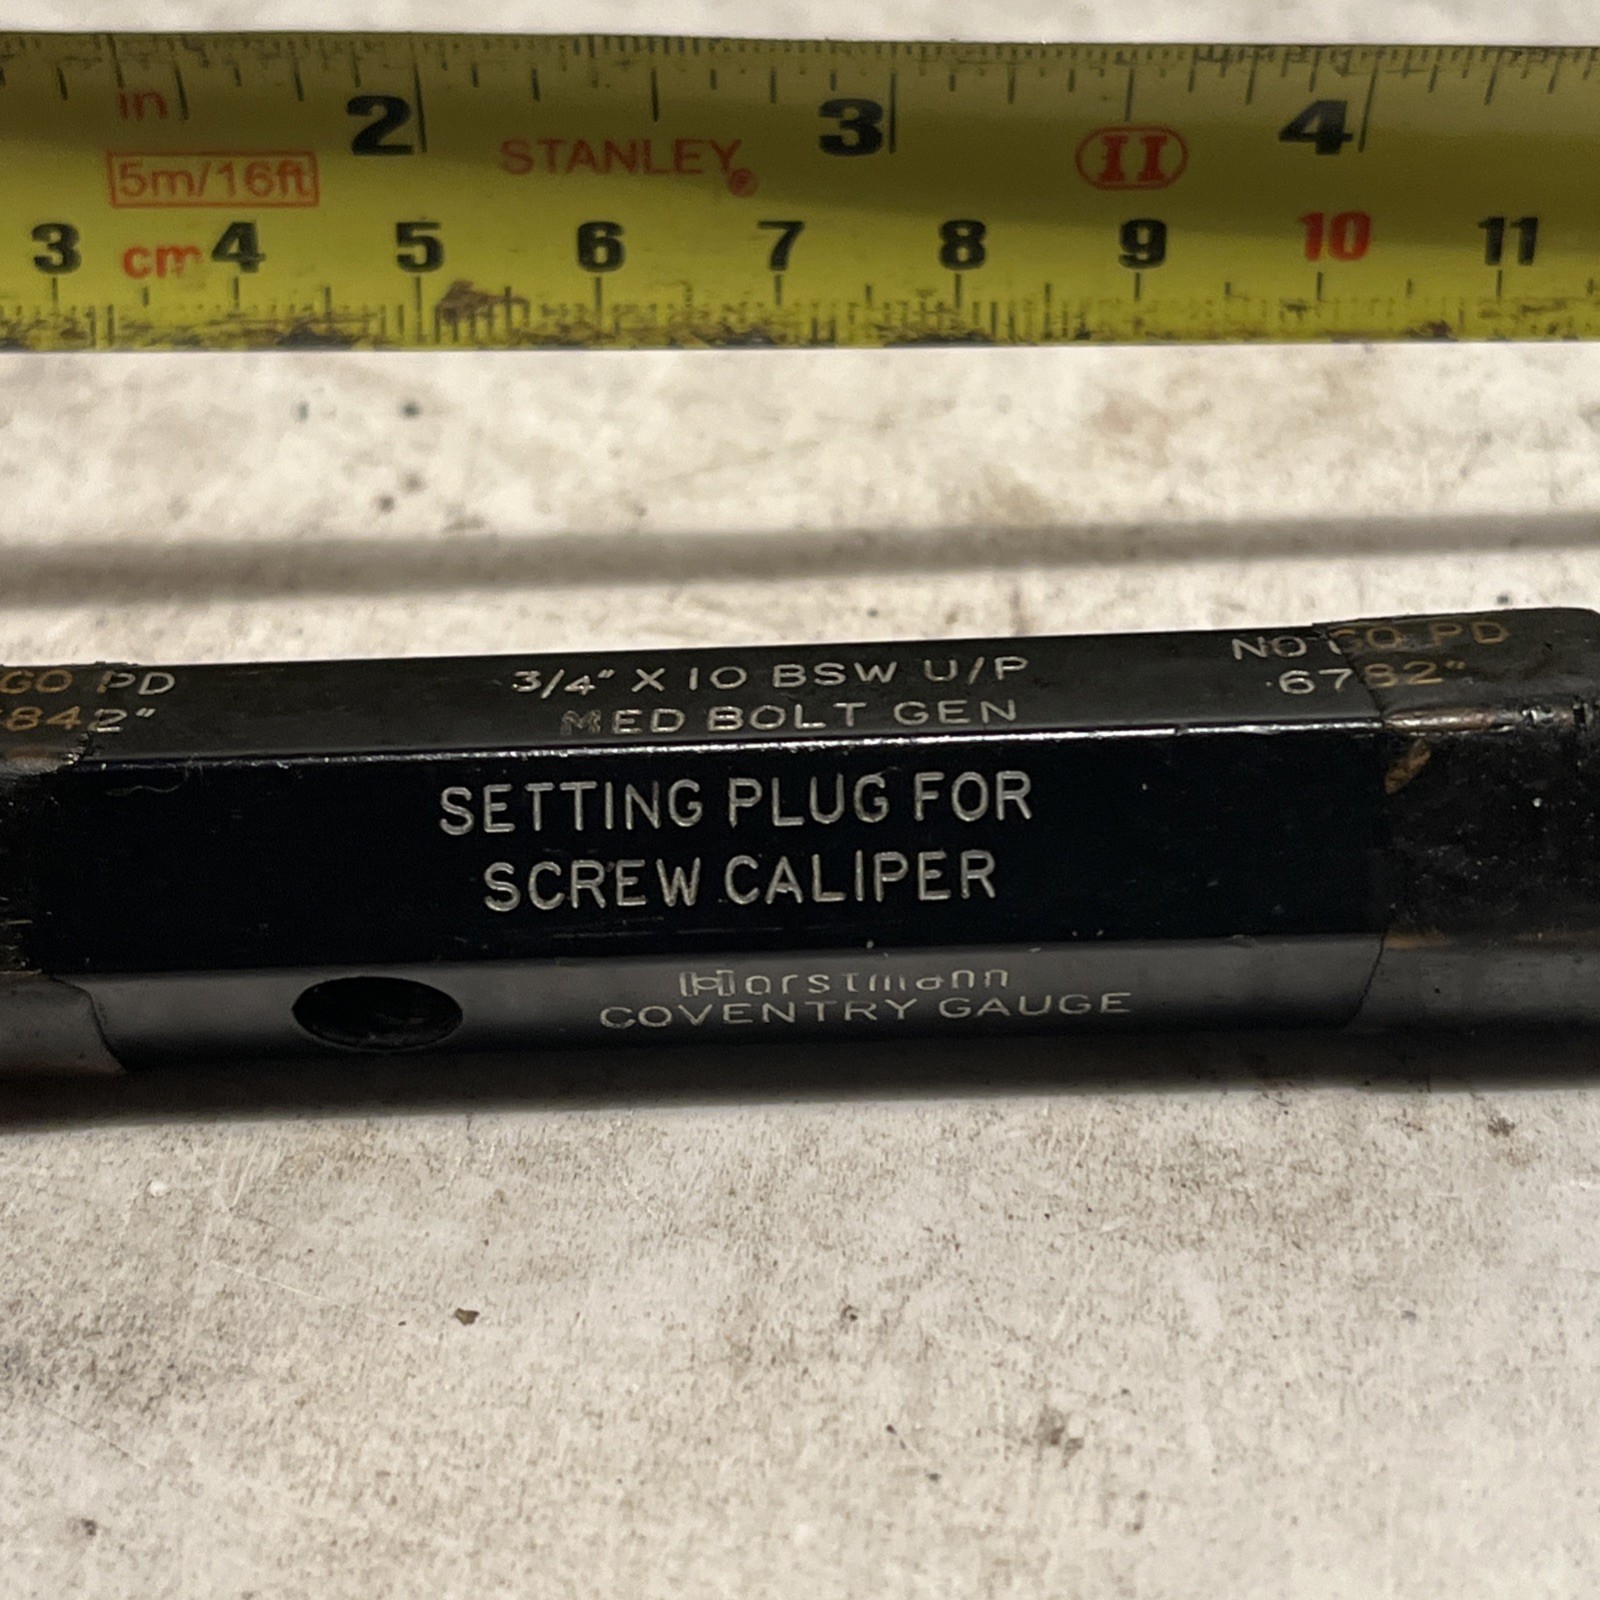 in
5m/16ft
2
STANLEY
3
II
4
3 cm 4 5 6 7 8 9 10 11
GO PD
842"
3/4" X 10 BSW U/P
MED BOLT GEN
NO GO PD
.6782"
SETTING PLUG FOR
SCREW CALIPER
Horstmann
COVENTRY GAUGE